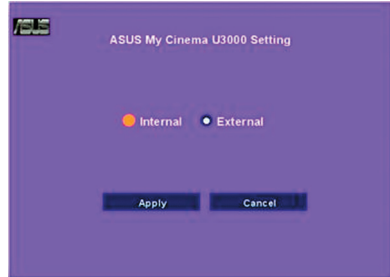 ASUS
ASUS My Cinema U3000 Setting
Internal External
Apply Cancel